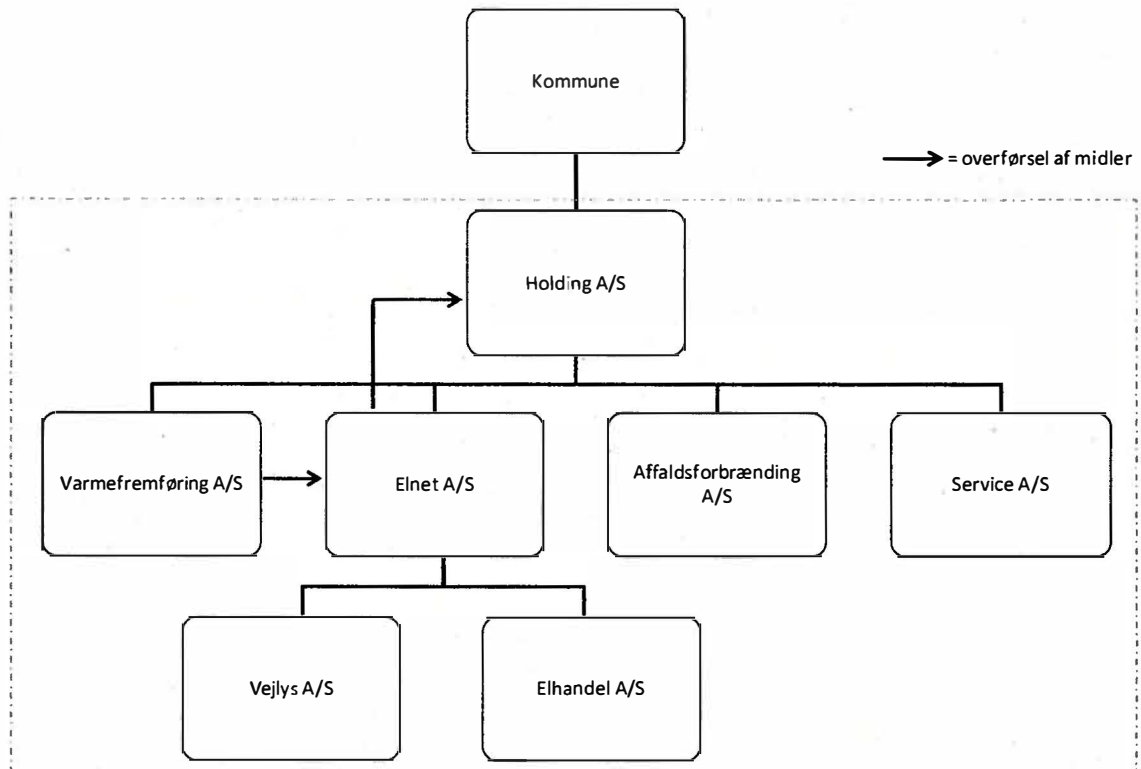 Kommune
= overførsel af midler
Holding A/S
Varmefremføring A/S
Elnet A/S
Affaldsforbrænding
A/S
Service A/S
Vejlys A/S
Elhandel A/S